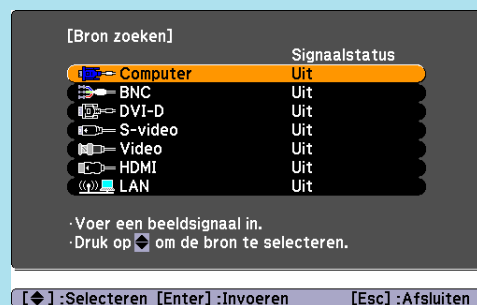 [Bron zoeken]
Signaalstatus
Computer Uit
BNC Uit
DVI-D Uit
S-video Uit
Video Uit
HDMI Uit
LAN Uit
·Voer een beeldsignaal in.
·Druk op om de bron te selecteren.
[ ] :Selecteren [Enter] :Invoeren [Esc] :Afsluiten